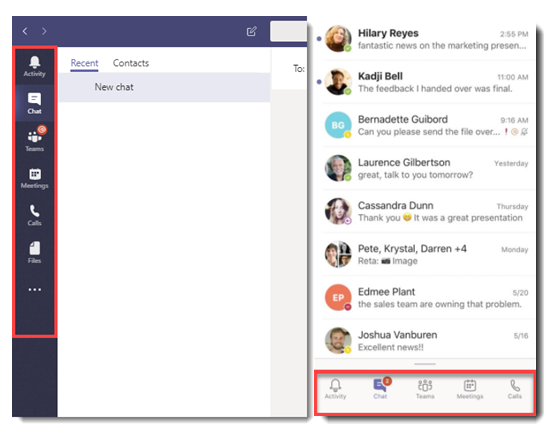 Activity
Chat
Teams
Meetings
Calls
Files
Recent Contacts
New chat
To:
Hilary Reyes 2:55 PM
fantastic news on the marketing presen...
Kadji Bell 11:00 AM
The feedback I handed over was final.
BG
Bernadette Guibord 9:16 AM
Can you please send the file over... ! @
Laurence Gilbertson Yesterday
great, talk to you tomorrow?
Cassandra Dunn Thursday
Thank you 😄 It was a great presentation
Pete, Krystal, Darren +4 Monday
Reta: 📷 Image
EP
Edmee Plant 5/20
the sales team are owning that problem.
Joshua Vanburen 5/16
Excellent news!!
2
Activity Chat Teams Meetings Calls